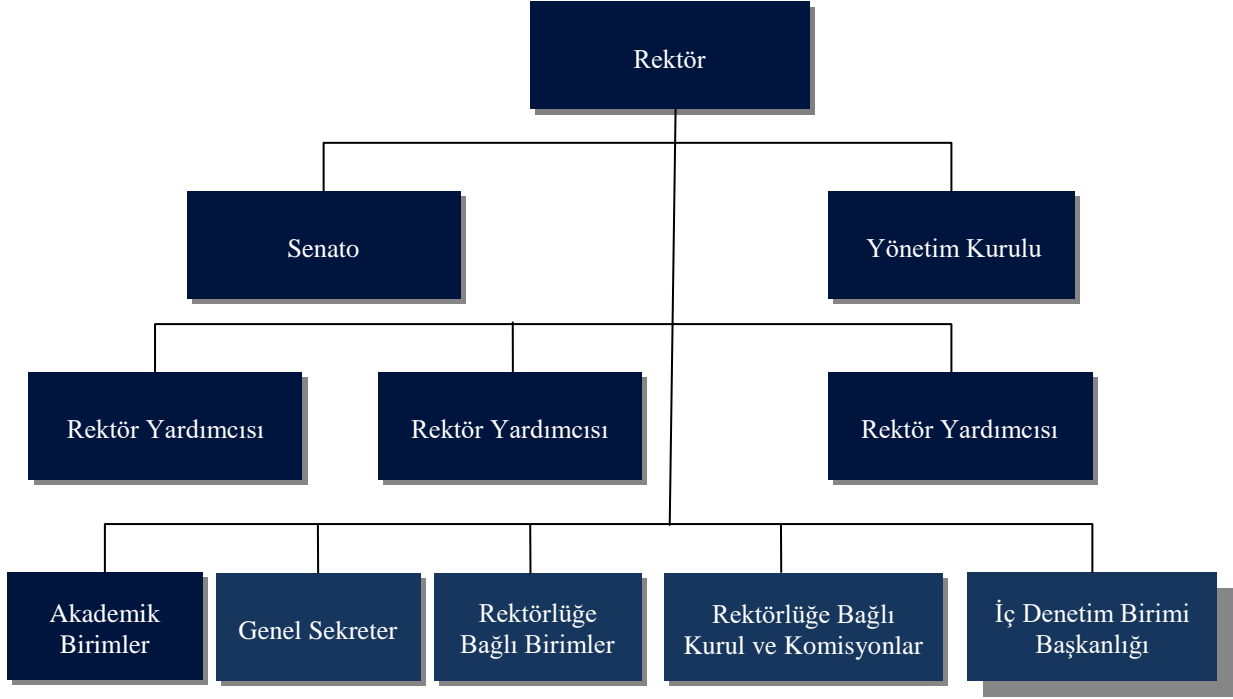 Rektör
Senato
Yönetim Kurulu
Rektör Yardımcısı
Rektör Yardımcısı
Rektör Yardımcısı
Akademik
Birimler
Genel Sekreter
Rektörlüğe
Bağlı Birimler
Rektörlüğe Bağlı
Kurul ve Komisyonlar
İç Denetim Birimi
Başkanlığı